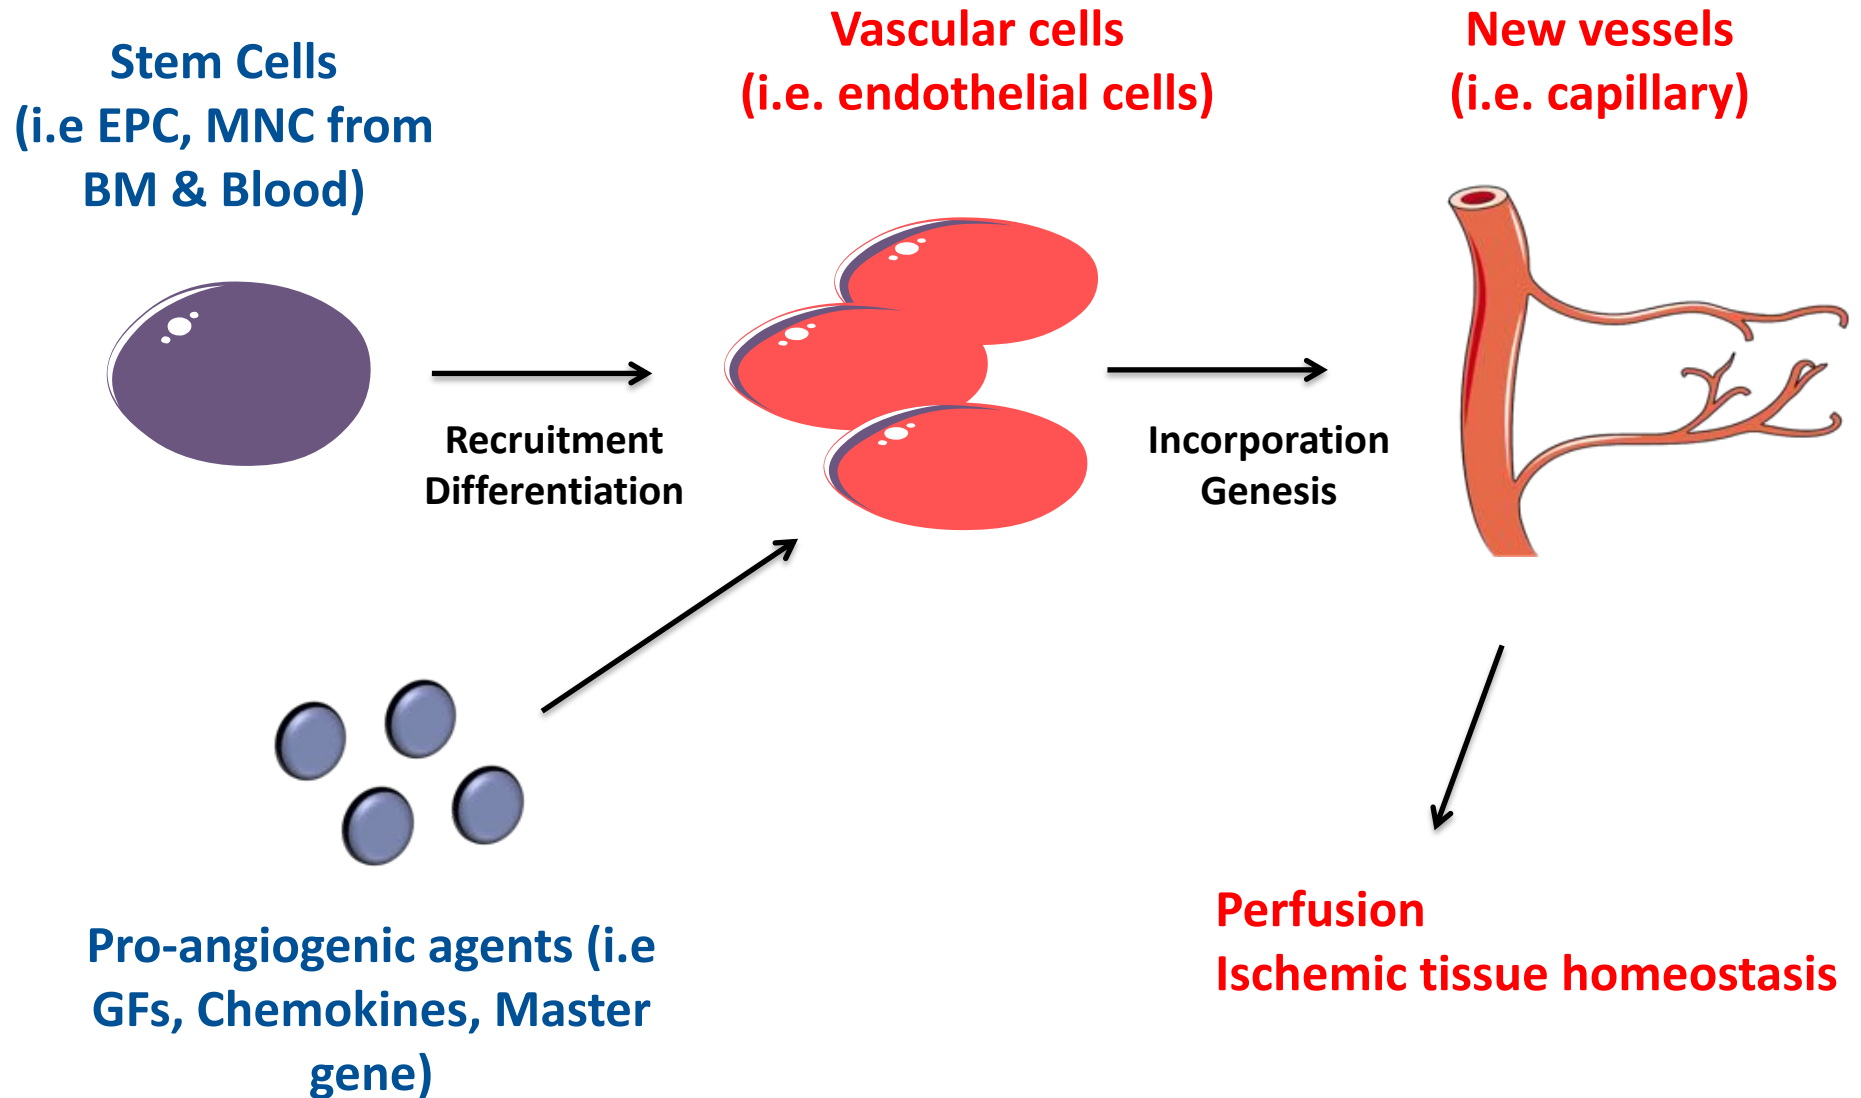 Stem Cells
(i.e EPC, MNC from
BM & Blood)
Vascular cells
(i.e. endothelial cells)
New vessels
(i.e. capillary)
Recruitment
Differentiation
Incorporation
Genesis
Pro-angiogenic agents (i.e
GFs, Chemokines, Master
gene)
Perfusion
Ischemic tissue homeostasis